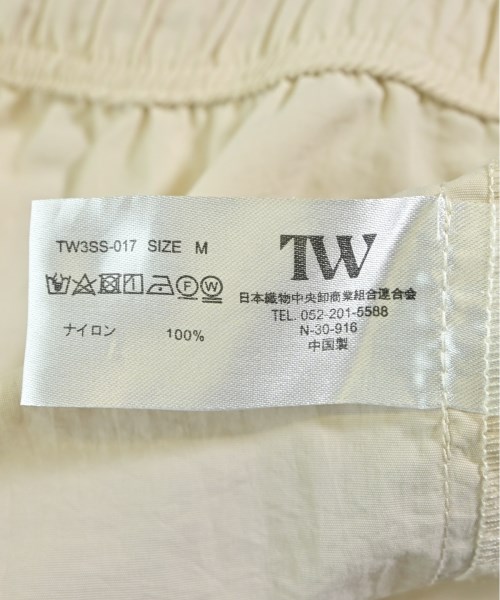 TW3SS-017 SIZE M
ナイロン 100%
TW
日本織物中央卸商業組合連合会
TEL. 052-201-5588
N-30-916
中国製